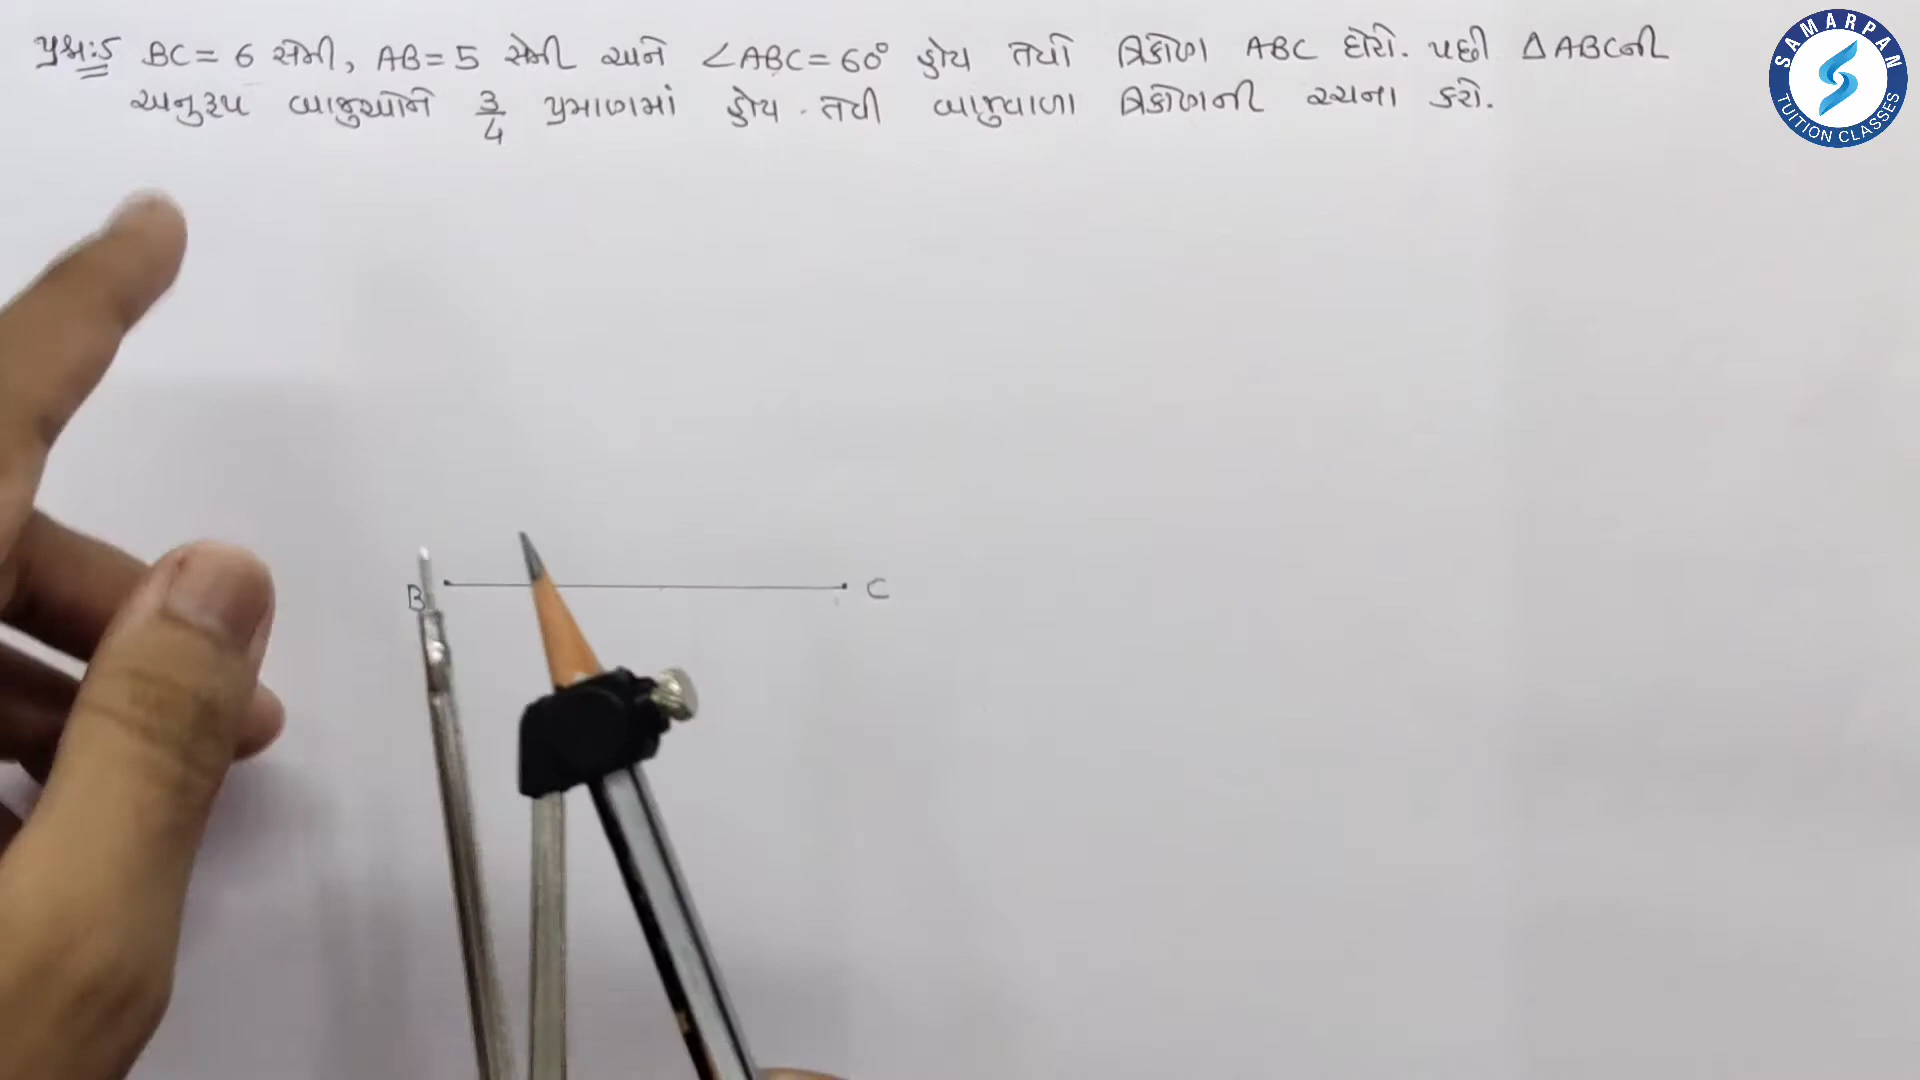 પ્રશ્ન:5 BC = 6 સેમી, AB = 5 સેમી અને ∠ABC = 60° હોય તેવો ત્રિકોણ ABC દોરો. પછી △ABCની
અનુરૂપ બાજુઓને 3/4 પ્રમાણમાં હોય તેવી બાજુવાળા ત્રિકોણની રચના કરો.
B C
SAMARPAN
TUITION CLASSES